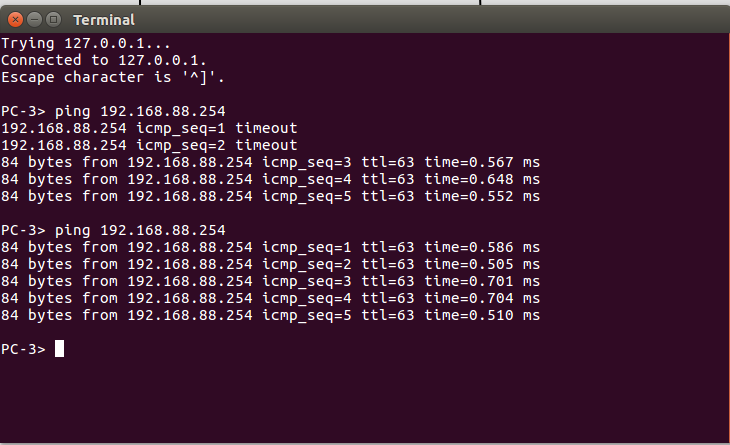 Terminal
Trying 127.0.0.1...
Connected to 127.0.0.1.
Escape character is '^]'.
PC-3> ping 192.168.88.254
192.168.88.254 icmp_seq=1 timeout
192.168.88.254 icmp_seq=2 timeout
84 bytes from 192.168.88.254 icmp_seq=3 ttl=63 time=0.567 ms
84 bytes from 192.168.88.254 icmp_seq=4 ttl=63 time=0.648 ms
84 bytes from 192.168.88.254 icmp_seq=5 ttl=63 time=0.552 ms
PC-3> ping 192.168.88.254
84 bytes from 192.168.88.254 icmp_seq=1 ttl=63 time=0.586 ms
84 bytes from 192.168.88.254 icmp_seq=2 ttl=63 time=0.505 ms
84 bytes from 192.168.88.254 icmp_seq=3 ttl=63 time=0.701 ms
84 bytes from 192.168.88.254 icmp_seq=4 ttl=63 time=0.704 ms
84 bytes from 192.168.88.254 icmp_seq=5 ttl=63 time=0.510 ms
PC-3>